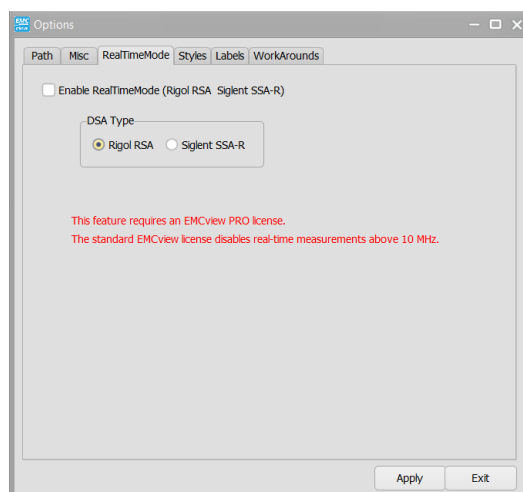 EMC
view
Options
Path Misc RealTimeMode Styles Labels WorkArounds
Enable RealTimeMode (Rigol RSA Siglent SSA-R)
DSA Type
Rigol RSA Siglent SSA-R
This feature requires an EMCview PRO license.
The standard EMCview license disables real-time measurements above 10 MHz.
Apply Exit